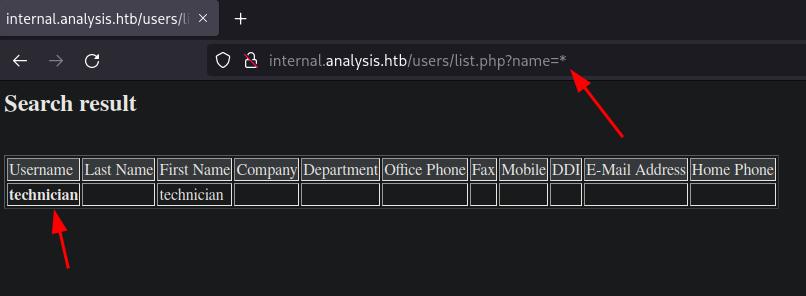 internal.analysis.htb/users/li
internal.analysis.htb/users/list.php?name=*
Search result
Username Last Name First Name Company Department Office Phone Fax Mobile DDI E-Mail Address Home Phone
technician technician